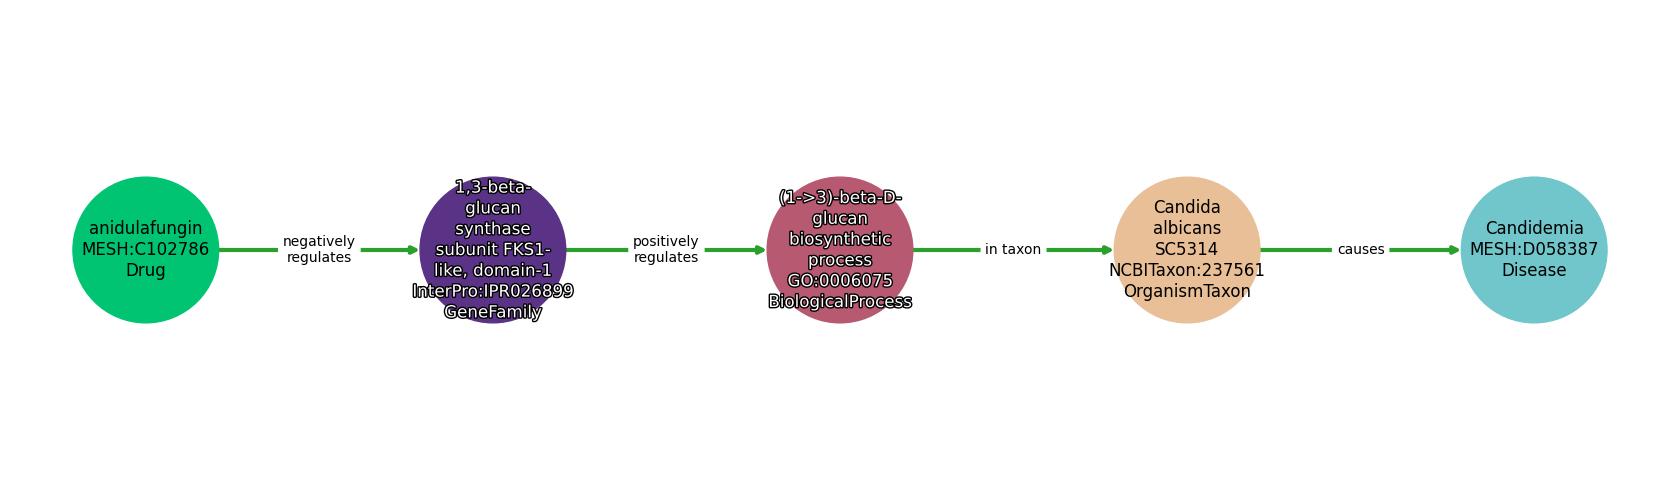 anidulafungin
MESH:C102786
Drug
negatively
regulates
1,3-beta-
glucan
synthase
subunit FKS1-
like, domain-1
InterPro:IPR026899
GeneFamily
positively
regulates
(1->3)-beta-D-
glucan
biosynthetic
process
GO:0006075
BiologicalProcess
in taxon
Candida
albicans
SC5314
NCBITaxon:237561
OrganismTaxon
causes
Candidemia
MESH:D058387
Disease